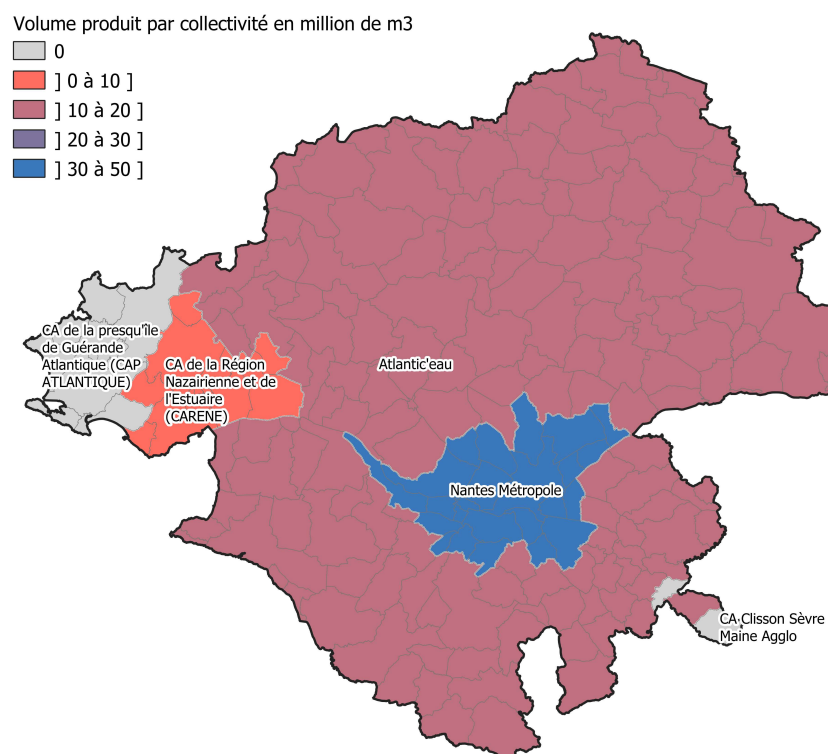 Volume produit par collectivité en million de m3
0
] 0 à 10 ]
] 10 à 20 ]
] 20 à 30 ]
] 30 à 50 ]
CA de la presqu'île
de Guérande
Atlantique (CAP
ATLANTIQUE)
CA de la Région
Nazairienne et de
l'Estuaire
(CARENE)
Atlantic'eau
Nantes Métropole
CA Clisson Sèvre
Maine Agglo